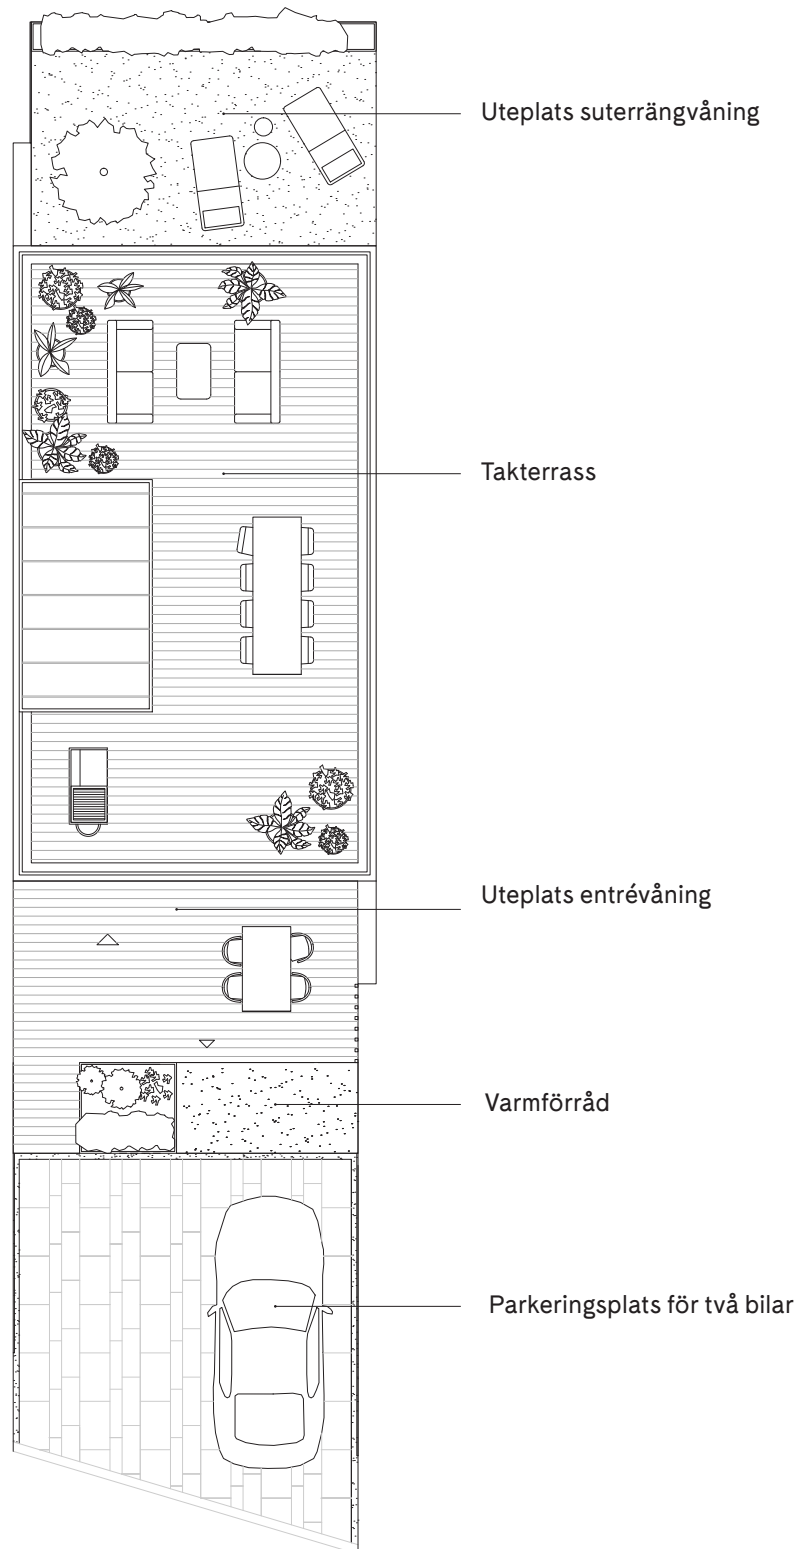 Uteplats suterrängvåning
Takterrass
Uteplats entrévåning
Varmförråd
Parkeringsplats för två bilar